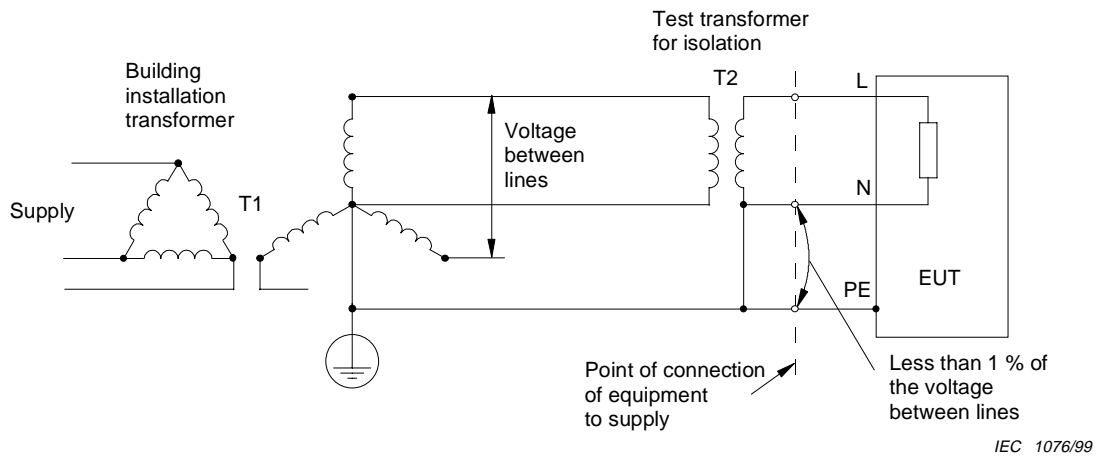 Test transformer
for isolation
T2
Building
installation
transformer
L
Voltage
between
lines
N
Supply
T1
PE
EUT
Point of connection
of equipment
to supply
Less than 1 % of
the voltage
between lines
IEC 1076/99